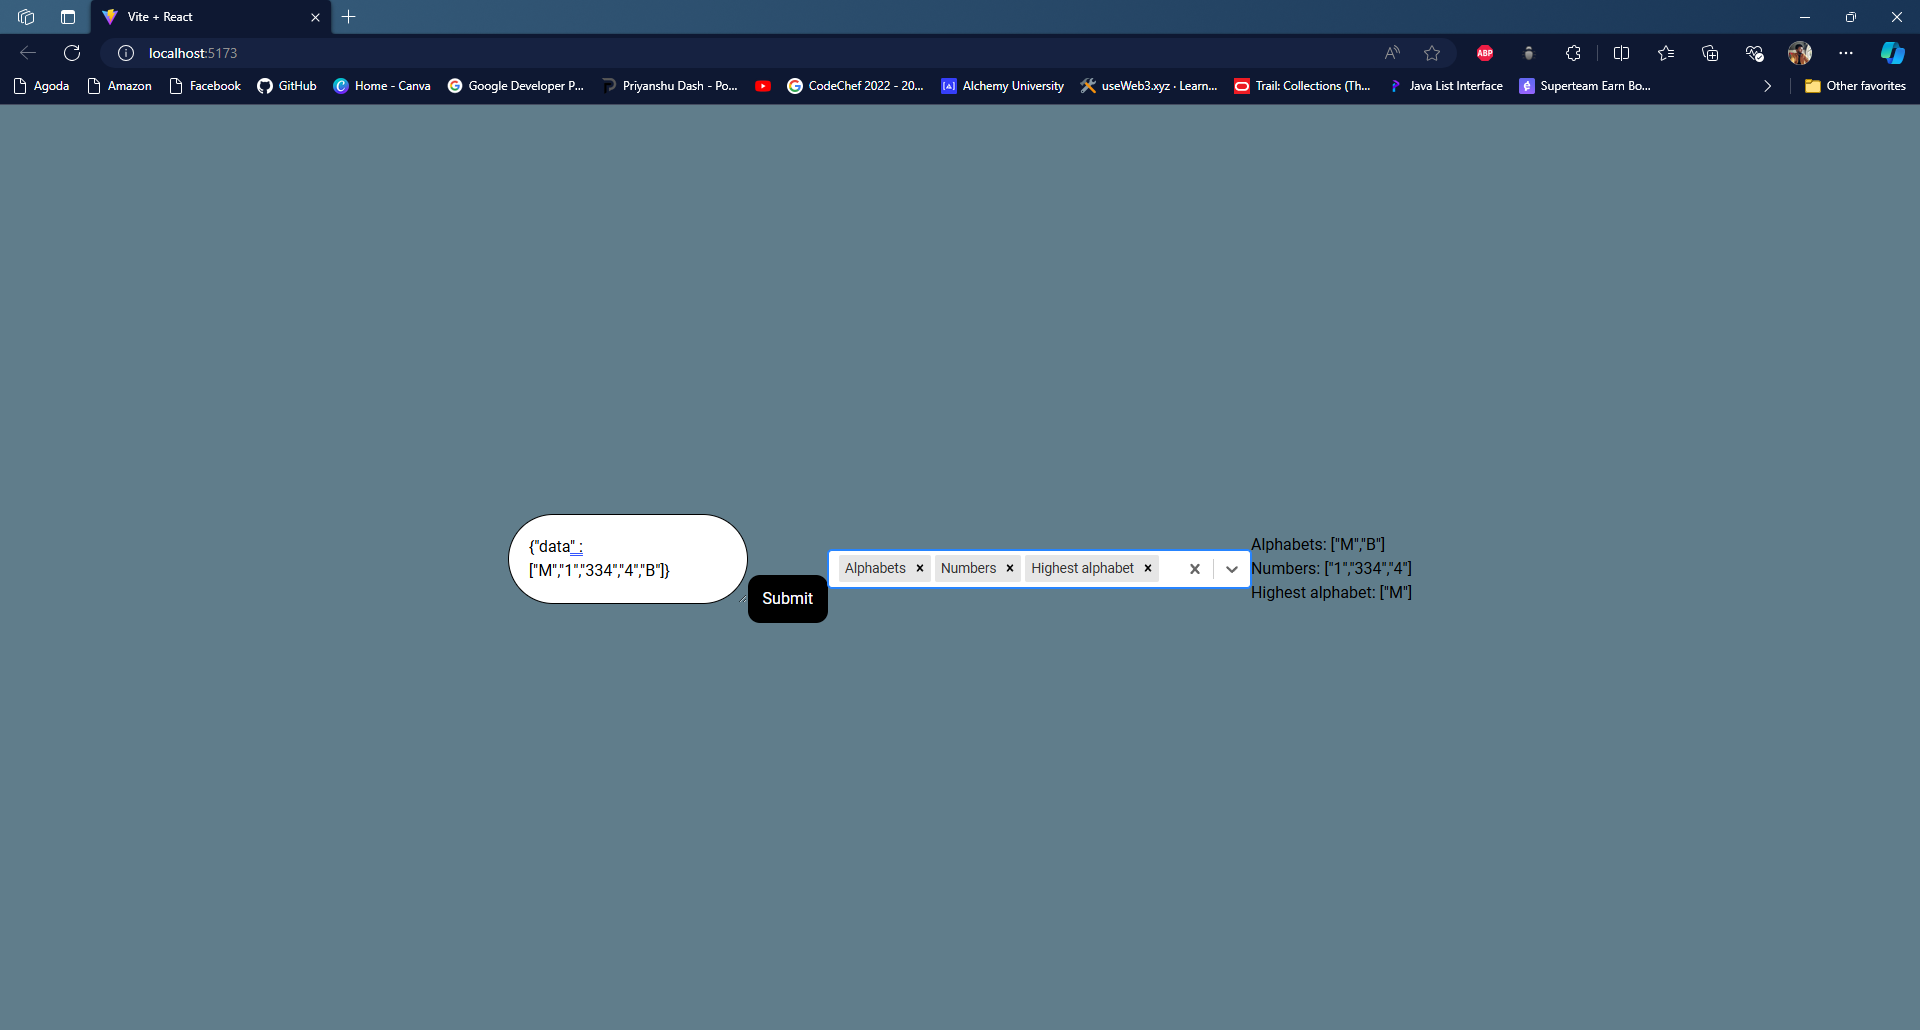 Vite + React
localhost:5173
ABP
Agoda
Amazon
Facebook
GitHub
Home - Canva
Google Developer P...
Priyanshu Dash - Po...
CodeChef 2022 - 20...
Alchemy University
useWeb3.xyz · Learn...
Trail: Collections (Th...
Java List Interface
Superteam Earn Bo...
Other favorites
{"data" :
["M","1","334","4","B"]}
Submit
Alphabets
Numbers
Highest alphabet
Alphabets: ["M","B"]
Numbers: ["1","334","4"]
Highest alphabet: ["M"]